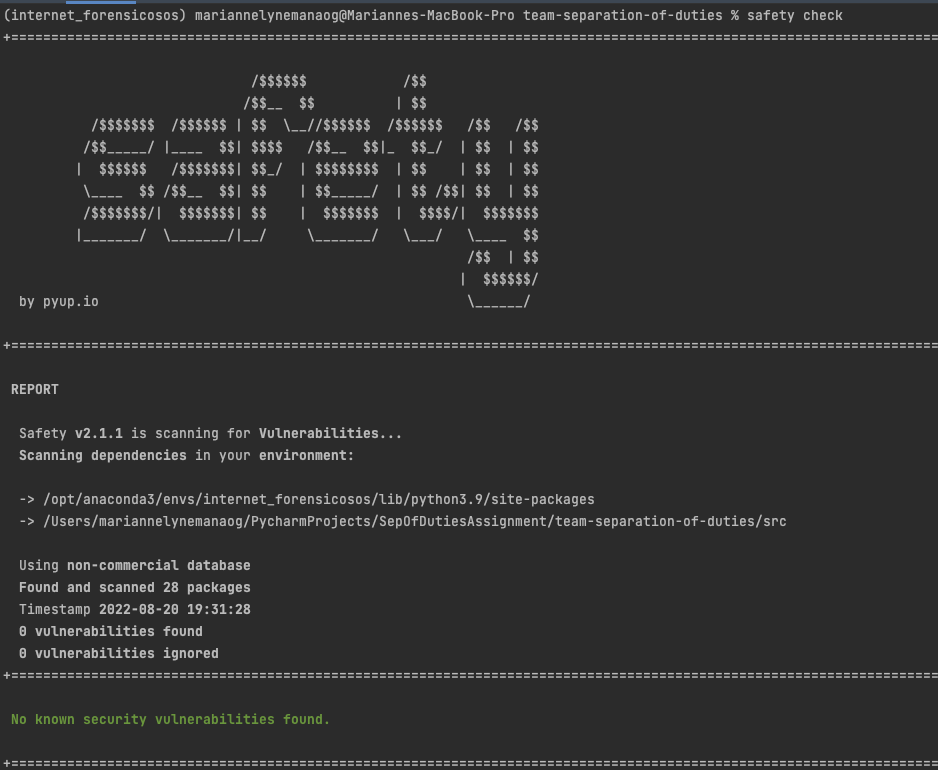 (internet_forensicosos) mariannelynemanaog@Mariannes-MacBook-Pro team-separation-of-duties % safety check
+====================================================================================================================
                               /$$$$$$            /$$
                              /$$__  $$          | $$
           /$$$$$$$  /$$$$$$ | $$  \__//$$$$$$  /$$$$$$   /$$   /$$
          /$$_____/ |____  $$| $$$$   /$$__  $$|_  $$_/  | $$  | $$
         |  $$$$$$   /$$$$$$$| $$_/  | $$$$$$$$  | $$    | $$  | $$
          \____  $$ /$$__  $$| $$    | $$_____/  | $$ /$$| $$  | $$
          /$$$$$$$/|  $$$$$$$| $$    |  $$$$$$$  |  $$$$/|  $$$$$$$
         |_______/  \_______/|__/     \_______/   \___/   \____  $$
                                                          /$$  | $$
                                                         |  $$$$$$/
  by pyup.io                                              \______/
+====================================================================================================================
 REPORT
  Safety v2.1.1 is scanning for Vulnerabilities...
  Scanning dependencies in your environment:
  -> /opt/anaconda3/envs/internet_forensicosos/lib/python3.9/site-packages
  -> /Users/mariannelynemanaog/PycharmProjects/SepOfDutiesAssignment/team-separation-of-duties/src
  Using non-commercial database
  Found and scanned 28 packages
  Timestamp 2022-08-20 19:31:28
  0 vulnerabilities found
  0 vulnerabilities ignored
+====================================================================================================================
 No known security vulnerabilities found.
+====================================================================================================================